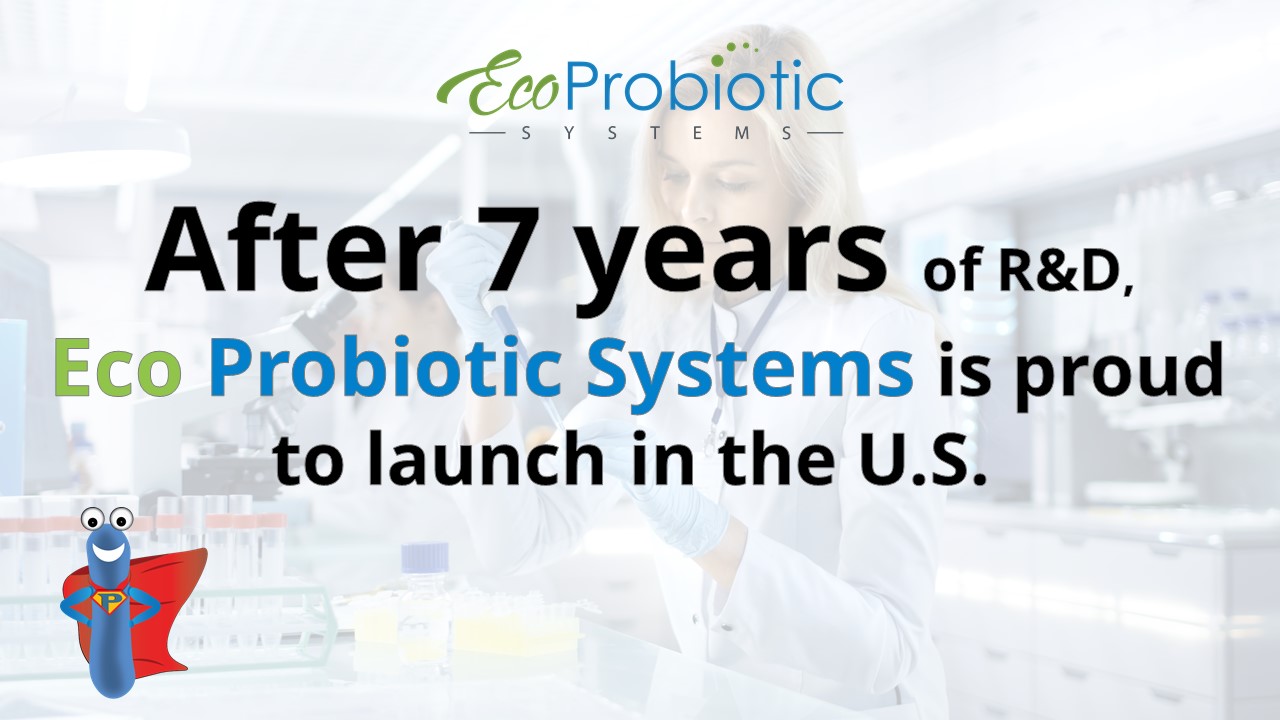 EcoProbiotic
SYSTEMS
After 7 years of R&D,
Eco Probiotic Systems is proud
to launch in the U.S.
P